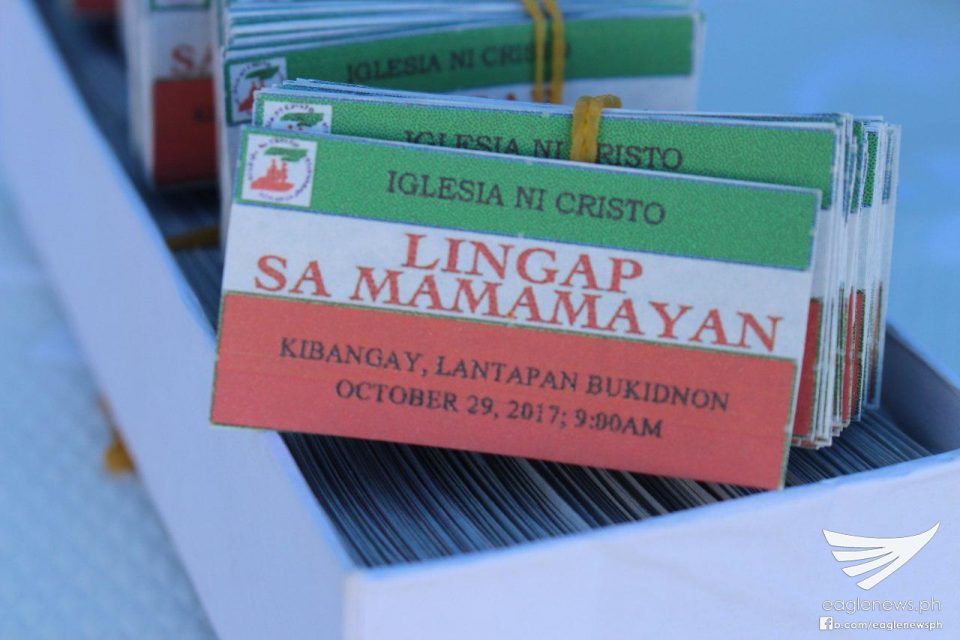 IGLESIA NI CRISTO
IGLESIA NI CRISTO
IGLESIA NI CRISTO
LINGAP
SA MAMAMAYAN
KIBANGAY, LANTAPAN BUKIDNON
OCTOBER 29, 2017; 9:00AM
eaglenews.ph
fb.com/eaglenewsph